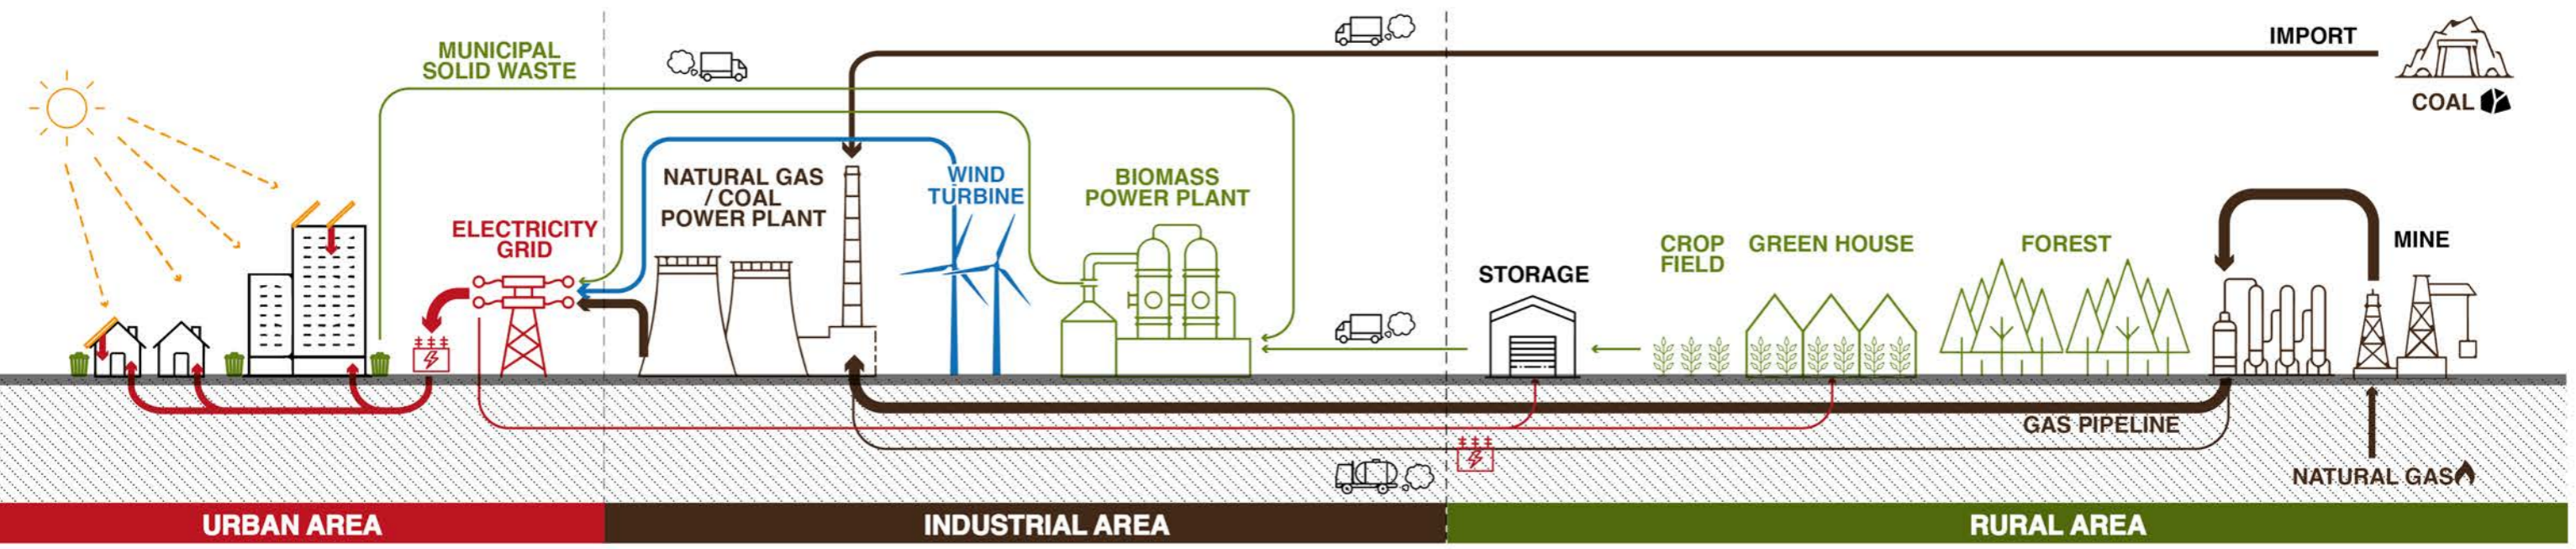 MUNICIPAL
SOLID WASTE
IMPORT
COAL
ELECTRICITY
GRID
NATURAL GAS
/ COAL
POWER PLANT
WIND
TURBINE
BIOMASS
POWER PLANT
STORAGE
CROP
FIELD
GREEN HOUSE
FOREST
MINE
GAS PIPELINE
NATURAL GAS
URBAN AREA
INDUSTRIAL AREA
RURAL AREA